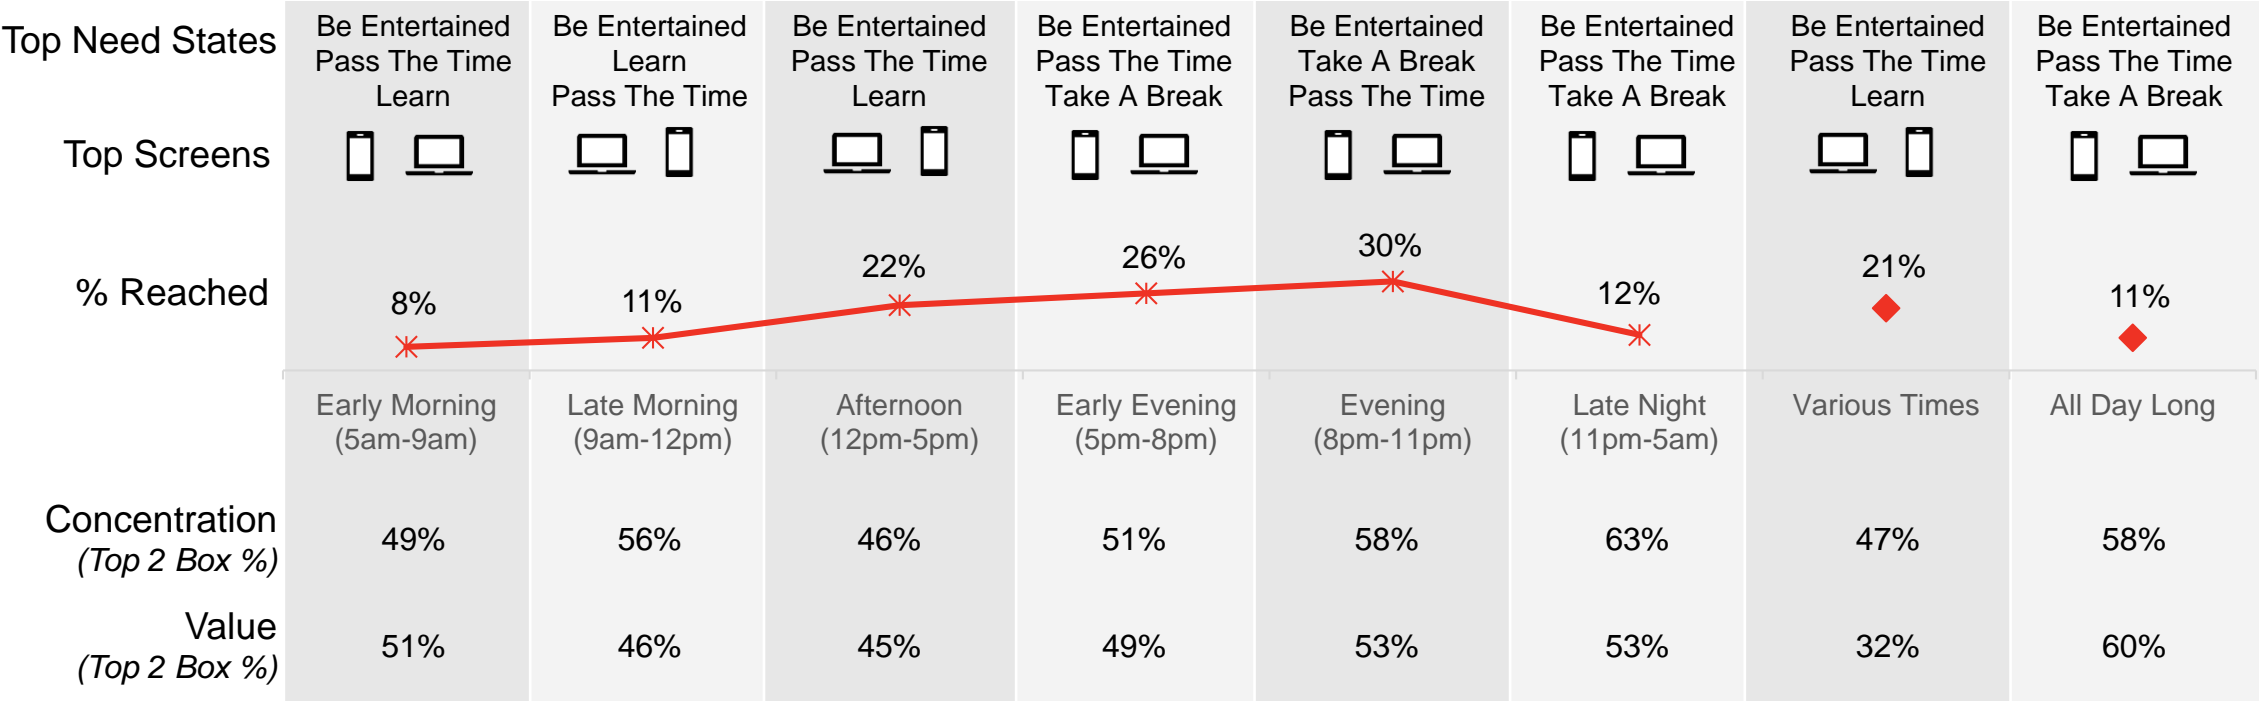 Top Need States
Be Entertained
Pass The Time
Learn
Be Entertained
Learn
Pass The Time
Be Entertained
Pass The Time
Learn
Be Entertained
Pass The Time
Take A Break
Be Entertained
Take A Break
Pass The Time
Be Entertained
Pass The Time
Take A Break
Be Entertained
Pass The Time
Learn
Be Entertained
Pass The Time
Take A Break
Top Screens
% Reached
8%
11%
22%
26%
30%
12%
21%
11%
Early Morning
(5am-9am)
Late Morning
(9am-12pm)
Afternoon
(12pm-5pm)
Early Evening
(5pm-8pm)
Evening
(8pm-11pm)
Late Night
(11pm-5am)
Various Times
All Day Long
Concentration
(Top 2 Box %)
49%
56%
46%
51%
58%
63%
47%
58%
Value
(Top 2 Box %)
51%
46%
45%
49%
53%
53%
32%
60%